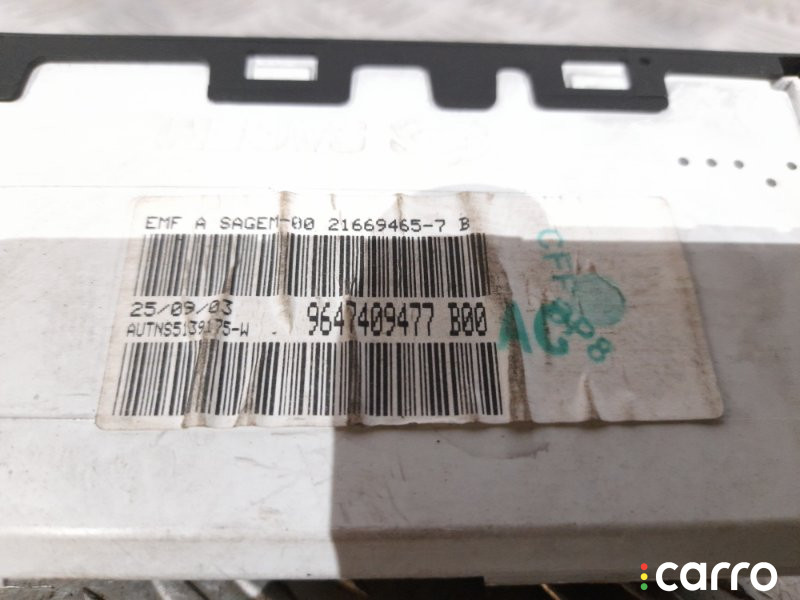 EMF A SAGEM-00 21669465-7 B
25/09/03
AUTNS5139175-W
9647409477 B00
AC
carro